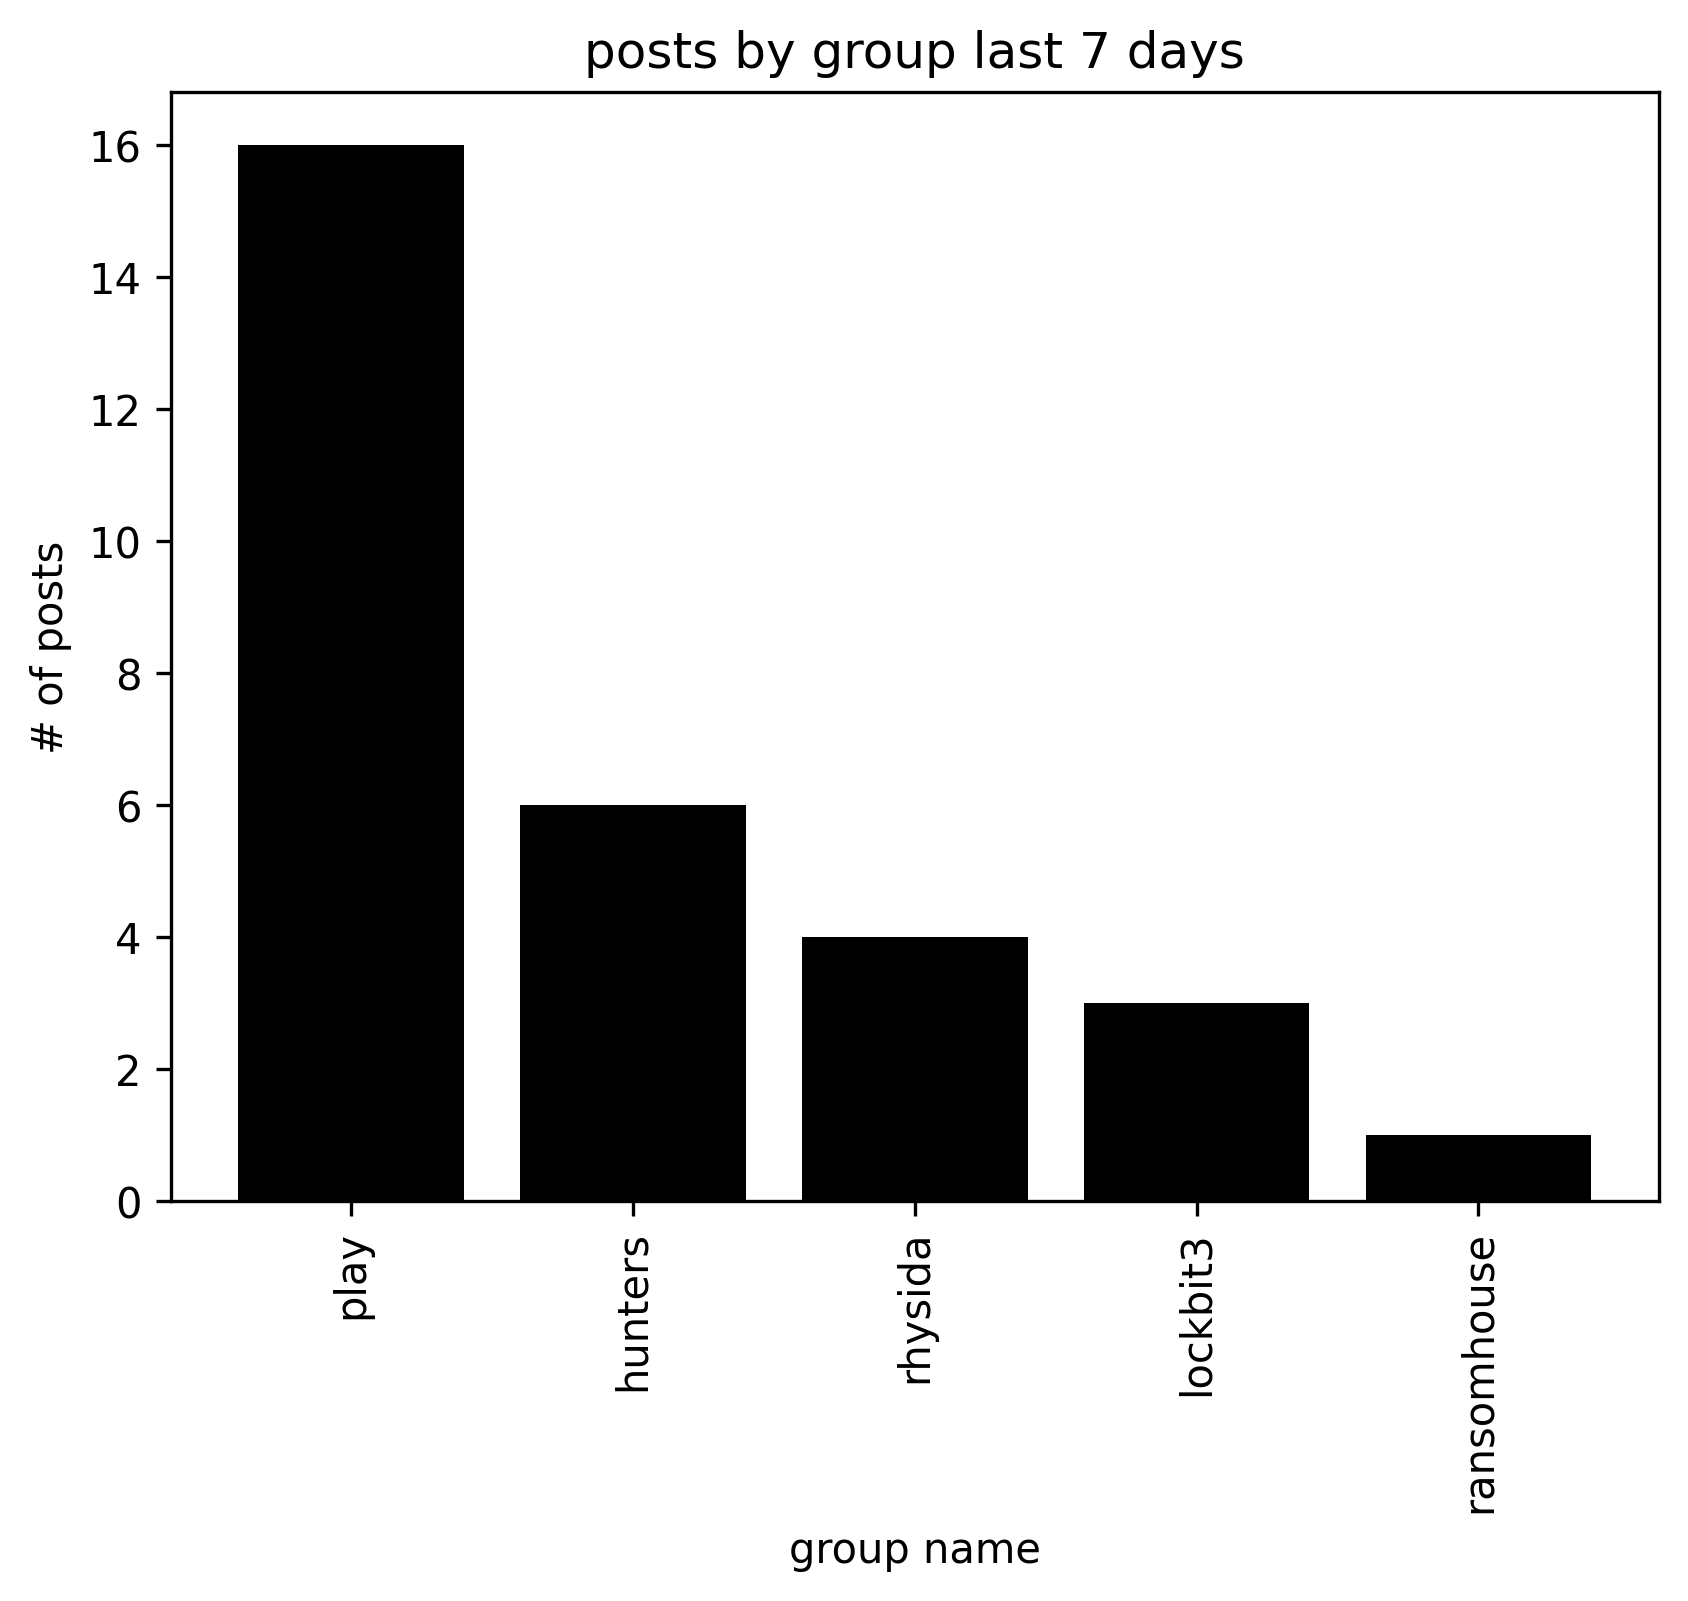 posts by group last 7 days
# of posts
16
14
12
10
8
6
4
2
0
play
hunters
rhysida
lockbit3
ransomhouse
group name